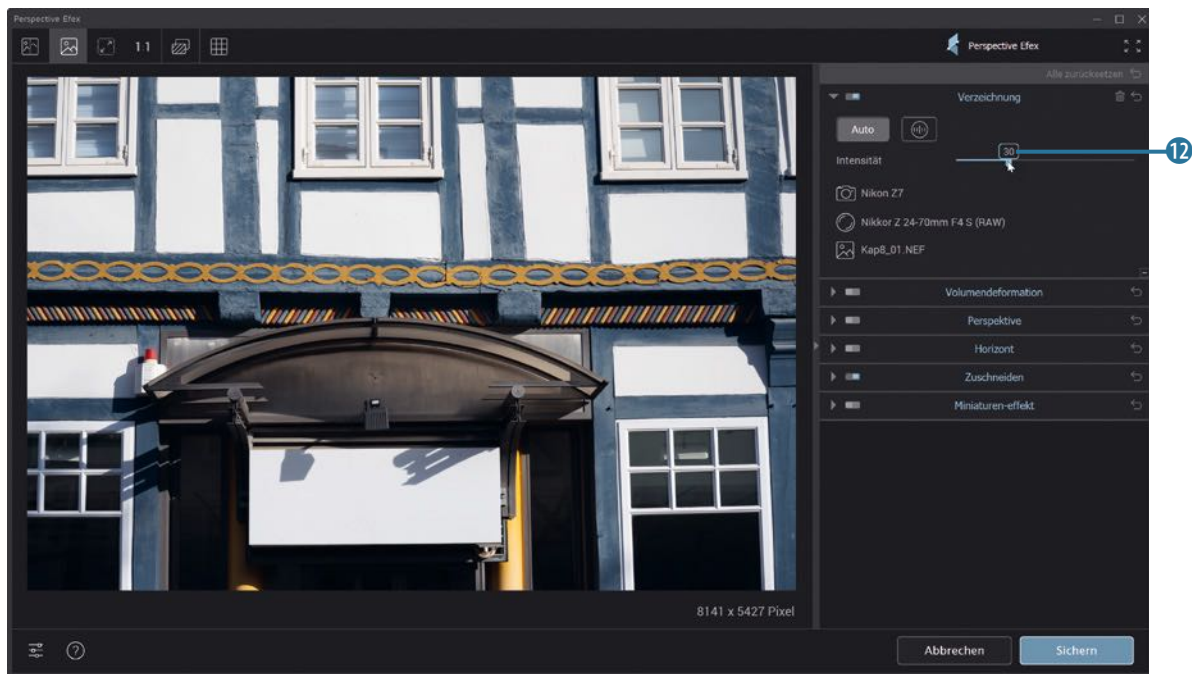 Perspective Efex
1:1
Perspective Efex
Alle zurücksetzen
Verzeichnung
Auto
30
12
Intensität
Nikon Z7
Nikkor Z 24-70mm F4 S (RAW)
Kap8_01.NEF
Volumendeformation
Perspektive
Horizont
Zuschneiden
Miniaturen-effekt
8141 x 5427 Pixel
?
Abbrechen
Sichern